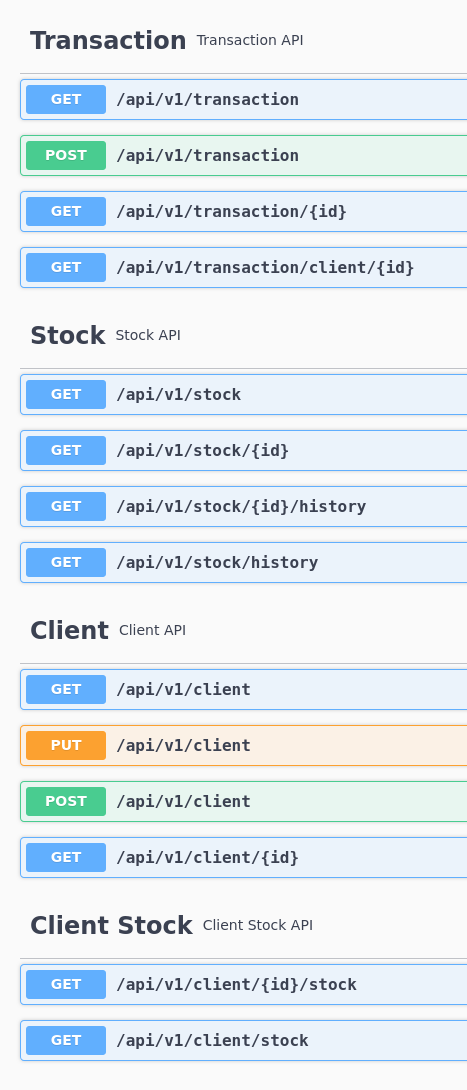 Transaction Transaction API
GET /api/v1/transaction
POST /api/v1/transaction
GET /api/v1/transaction/{id}
GET /api/v1/transaction/client/{id}
Stock Stock API
GET /api/v1/stock
GET /api/v1/stock/{id}
GET /api/v1/stock/{id}/history
GET /api/v1/stock/history
Client Client API
GET /api/v1/client
PUT /api/v1/client
POST /api/v1/client
GET /api/v1/client/{id}
Client Stock Client Stock API
GET /api/v1/client/{id}/stock
GET /api/v1/client/stock